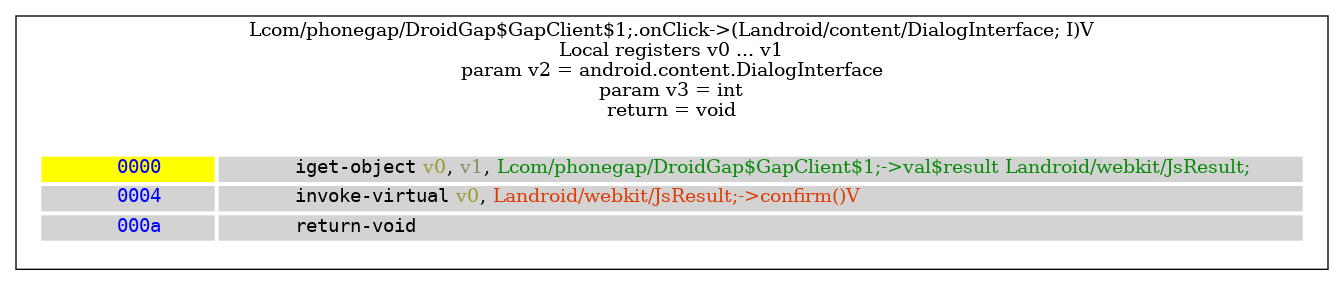 Lcom/phonegap/DroidGap$GapClient$1;.onClick->(Landroid/content/DialogInterface; I)V
Local registers v0 ... v1
param v2 = android.content.DialogInterface
param v3 = int
return = void
0000 iget-object v0, v1, Lcom/phonegap/DroidGap$GapClient$1;->val$result Landroid/webkit/JsResult;
0004 invoke-virtual v0, Landroid/webkit/JsResult;->confirm()V
000a return-void